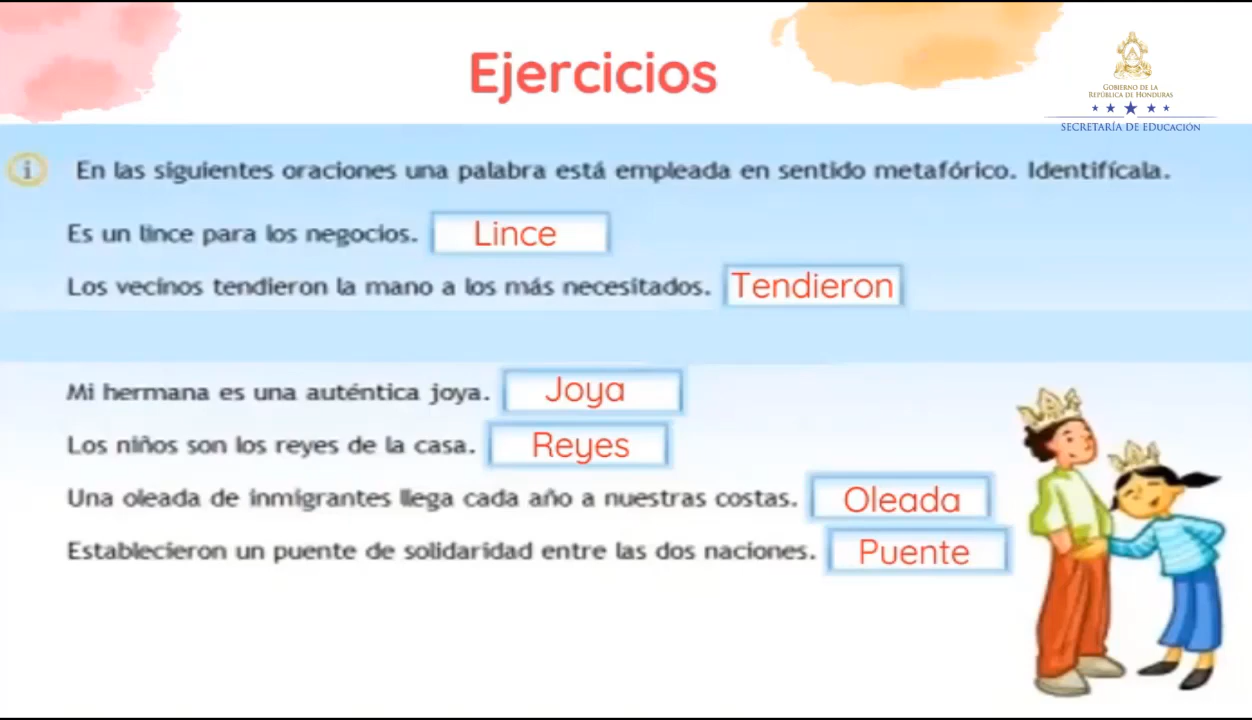 Ejercicios
GOBIERNO DE LA
REPÚBLICA DE HONDURAS
SECRETARÍA DE EDUCACIÓN
i En las siguientes oraciones una palabra está empleada en sentido metafórico. Identifícala.
Es un lince para los negocios. Lince
Los vecinos tendieron la mano a los más necesitados. Tendieron
Mi hermana es una auténtica joya. Joya
Los niños son los reyes de la casa. Reyes
Una oleada de inmigrantes llega cada año a nuestras costas. Oleada
Establecieron un puente de solidaridad entre las dos naciones. Puente